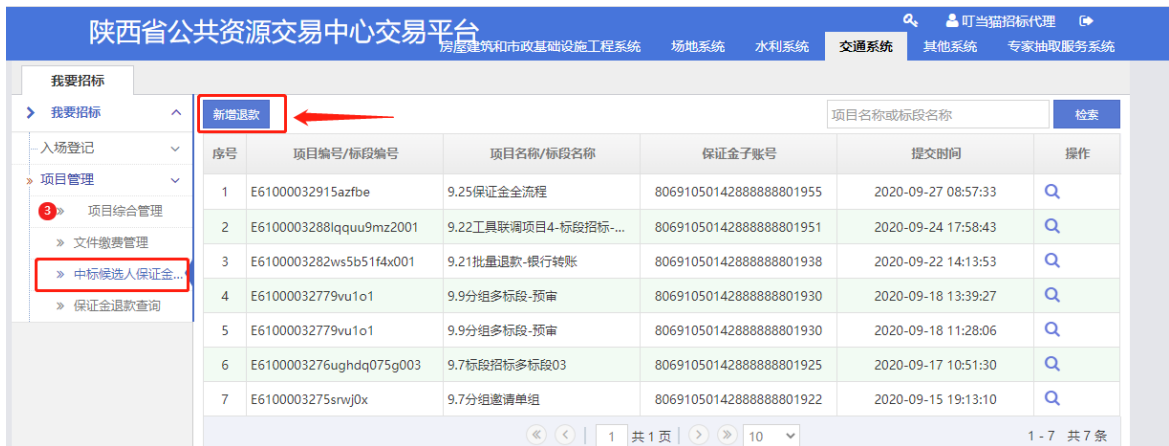 陕西省公共资源交易中心交易平台
叮当猫招标代理
房屋建筑和市政基础设施工程系统 场地系统 水利系统 交通系统 其他系统 专家抽取服务系统
我要招标
我要招标
入场登记
项目管理
3 项目综合管理
文件缴费管理
中标候选人保证金...
保证金退款查询
新增退款 项目名称或标段名称 检索
序号 项目编号/标段编号 项目名称/标段名称 保证金子账号 提交时间 操作
1 E61000032915azfbe 9.25保证金全流程 80691050142888888801955 2020-09-27 08:57:33
2 E6100003288lqquu9mz2001 9.22工具联调项目4-标段招标-... 80691050142888888801951 2020-09-24 17:58:43
3 E6100003282ws5b51f4x001 9.21批量退款-银行转账 80691050142888888801938 2020-09-22 14:13:53
4 E61000032779vu1o1 9.9分组多标段-预审 80691050142888888801930 2020-09-18 13:39:27
5 E61000032779vu1o1 9.9分组多标段-预审 80691050142888888801930 2020-09-18 11:28:06
6 E6100003276ughdq075g003 9.7标段招标多标段03 80691050142888888801925 2020-09-17 10:51:30
7 E6100003275srwj0x 9.7分组邀请单组 80691050142888888801922 2020-09-15 19:13:10
1 共1页 10 1 - 7 共7条